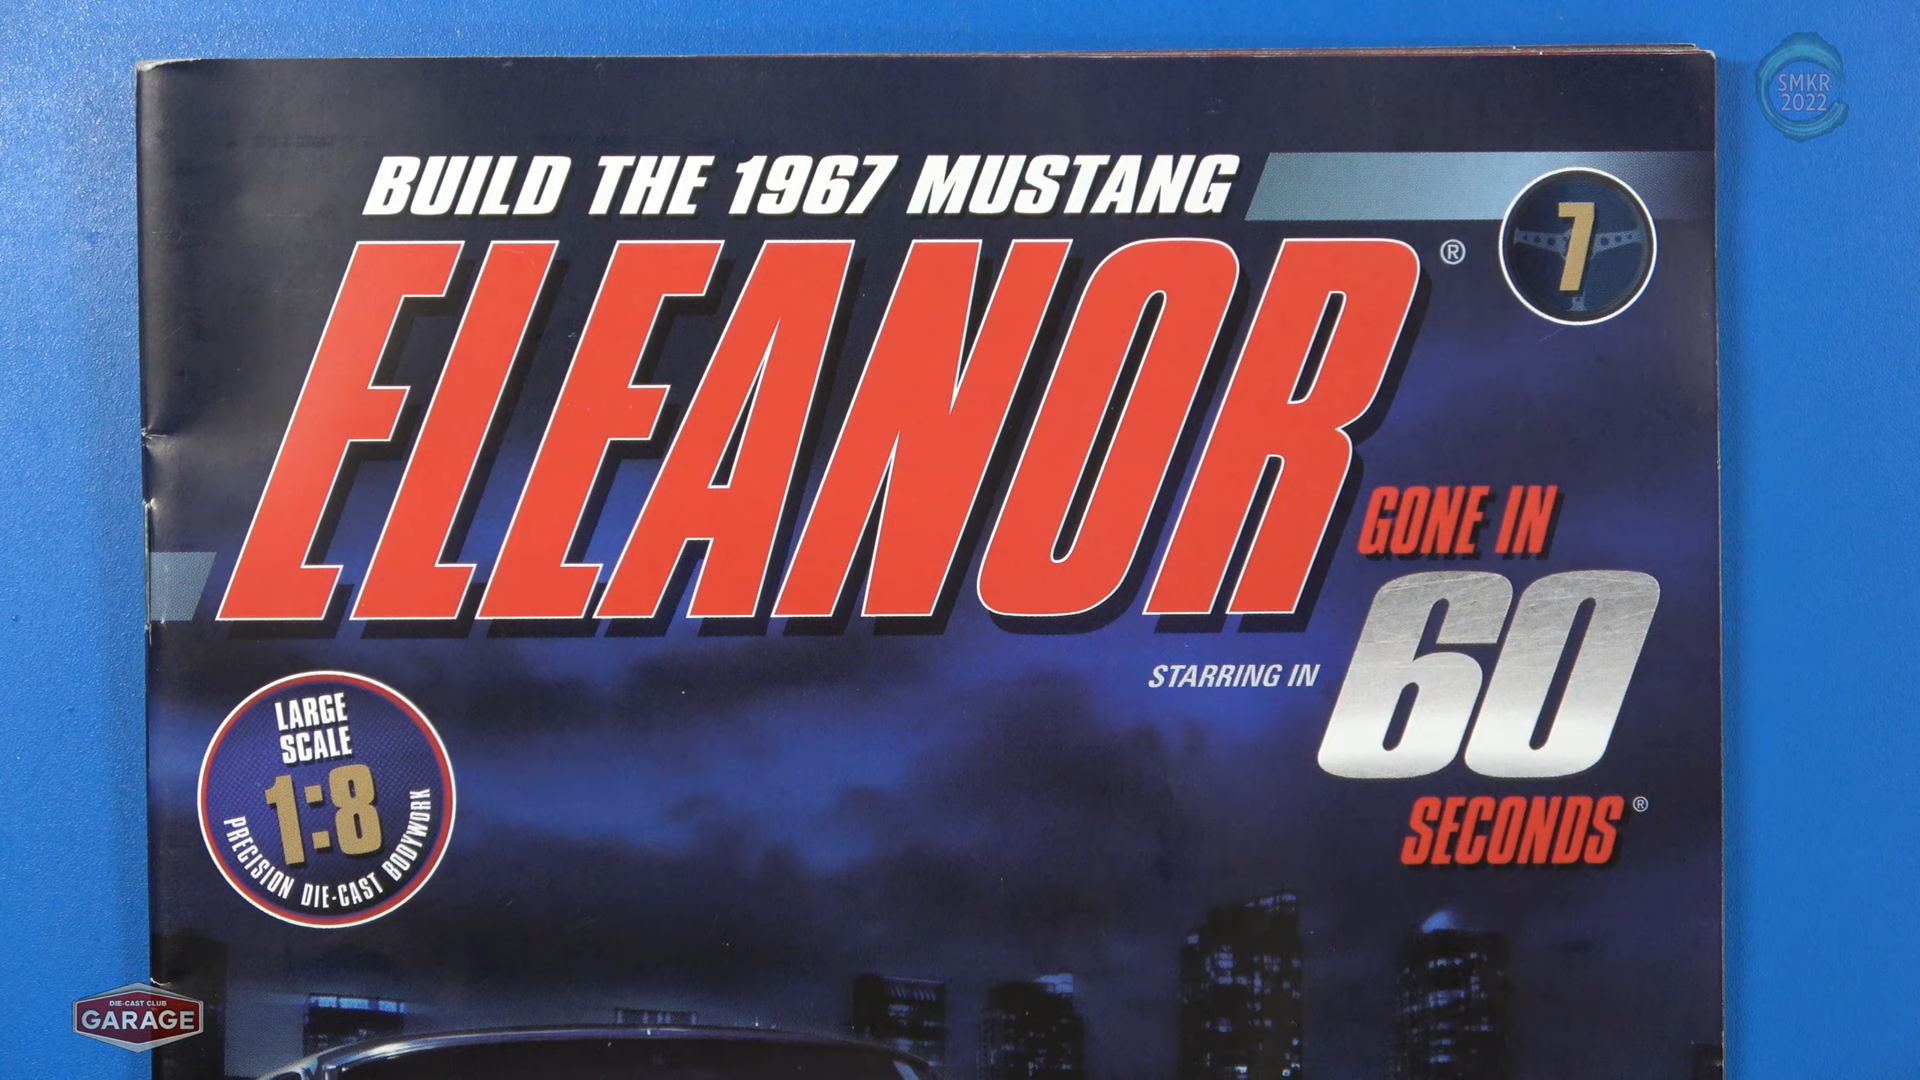 SMKR
2022
BUILD THE 1967 MUSTANG
7
ELEANOR®
GONE IN
STARRING IN
60
SECONDS®
LARGE
SCALE
1:8
PRECISION DIE-CAST BODYWORK
DIE-CAST CLUB
GARAGE